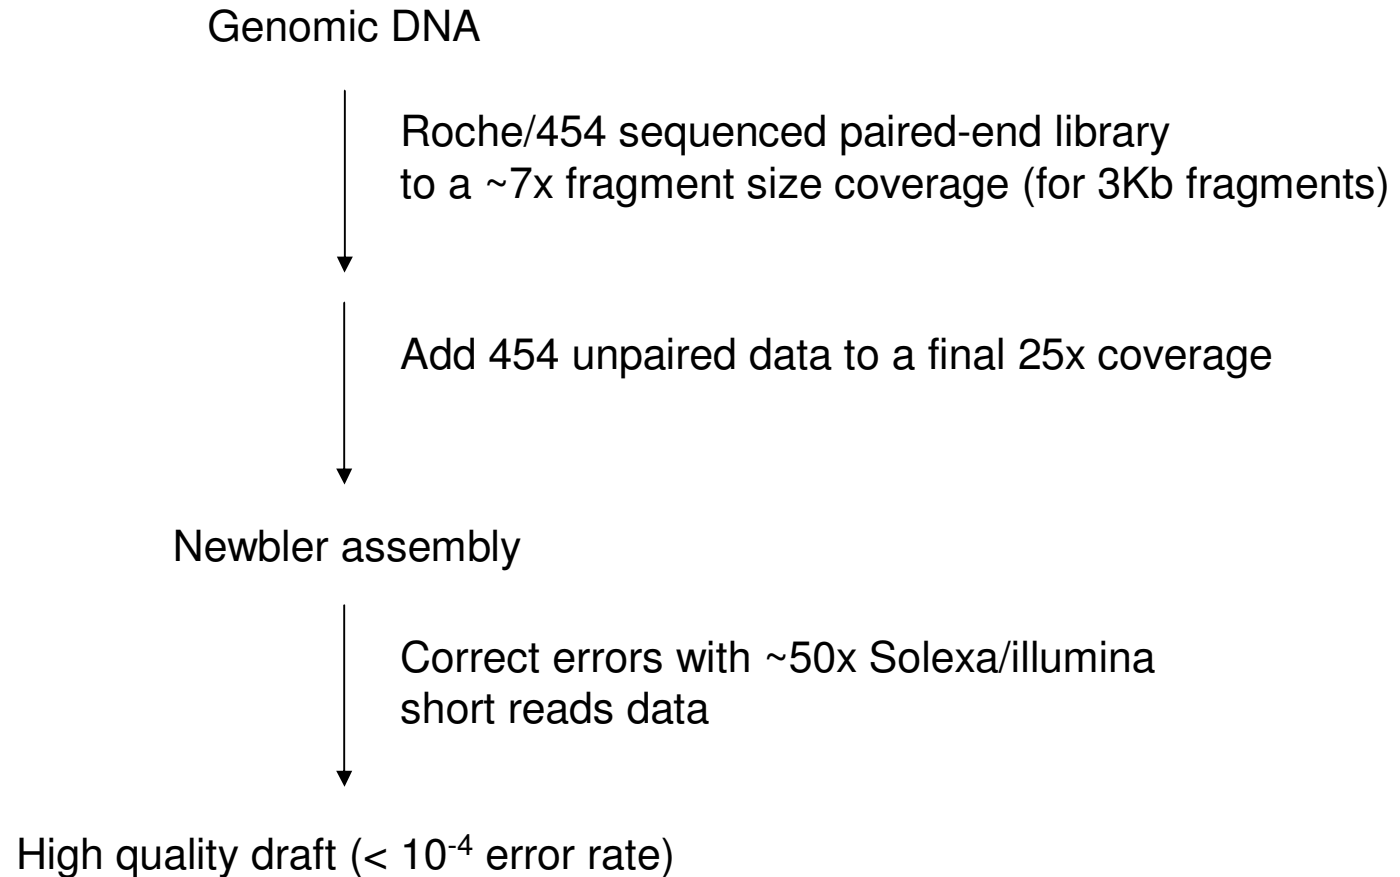 Genomic DNA
Roche/454 sequenced paired-end library
to a ~7x fragment size coverage (for 3Kb fragments)
Add 454 unpaired data to a final 25x coverage
Newbler assembly
Correct errors with ~50x Solexa/illumina
short reads data
High quality draft (< 10⁻⁴ error rate)